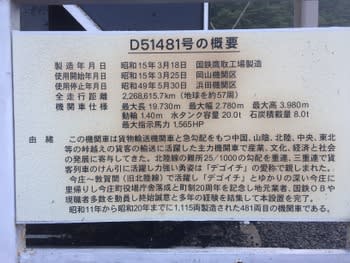 D51481号の概要
製造年月日 昭和15年3月18日 国鉄鷹取工場製造
使用開始年月日 昭和15年3月25日 岡山機関区
使用停止年月日 昭和49年5月30日 浜田機関区
全走行距離 2,268,615.7km(地球を約57周)
機関車仕様 最大長 19.730m 最大幅 2.780m 最大高 3.980m
動輪 1.40m 水タンク容量 20.0t 石炭積載量 8.0t
最大指示馬力 1,565HP
由緒 この機関車は貨物輸送機関車と急勾配をもつ中国、山陰、北陸、中央、東北
等の峠越えの貨客の輸送に活躍した主力機関車で産業、文化、経済と社会
の発展に寄与してきた。北陸線の難所25/1000の勾配を重連、三重連で貨
客列車のけん引に活躍した力強い勇姿は「デゴイチ」の愛称で親しまれた。
今庄〜敦賀間(旧北陸線)で活躍し「デゴイチ」とゆかりの深い今庄に
里帰りし今庄町役場庁舎落成と町制20周年を記念し地元業者、国鉄OBや
現職者多数を動員し終始誠意と多年の経験を結集して本設置を完了。
昭和11年から昭和20年までに1,115両製造された481両目の機関車である。